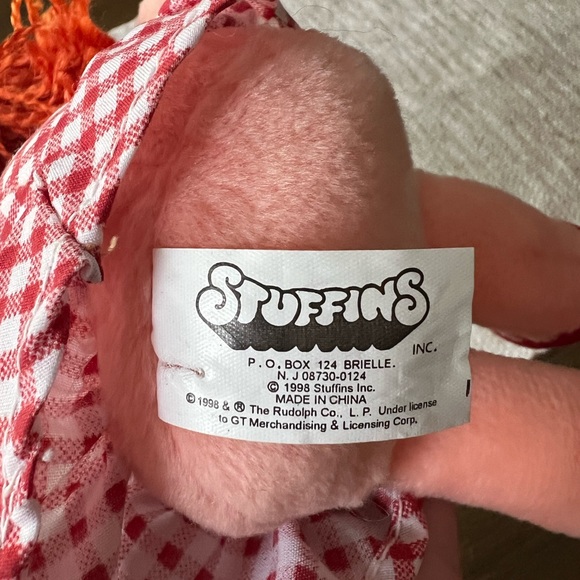 STUFFINS
INC.
P.O. BOX 124 BRIELLE.
N. J 08730-0124
© 1998 Stuffins Inc.
MADE IN CHINA
© 1998 & ® The Rudolph Co., L. P. Under license
to GT Merchandising & Licensing Corp.